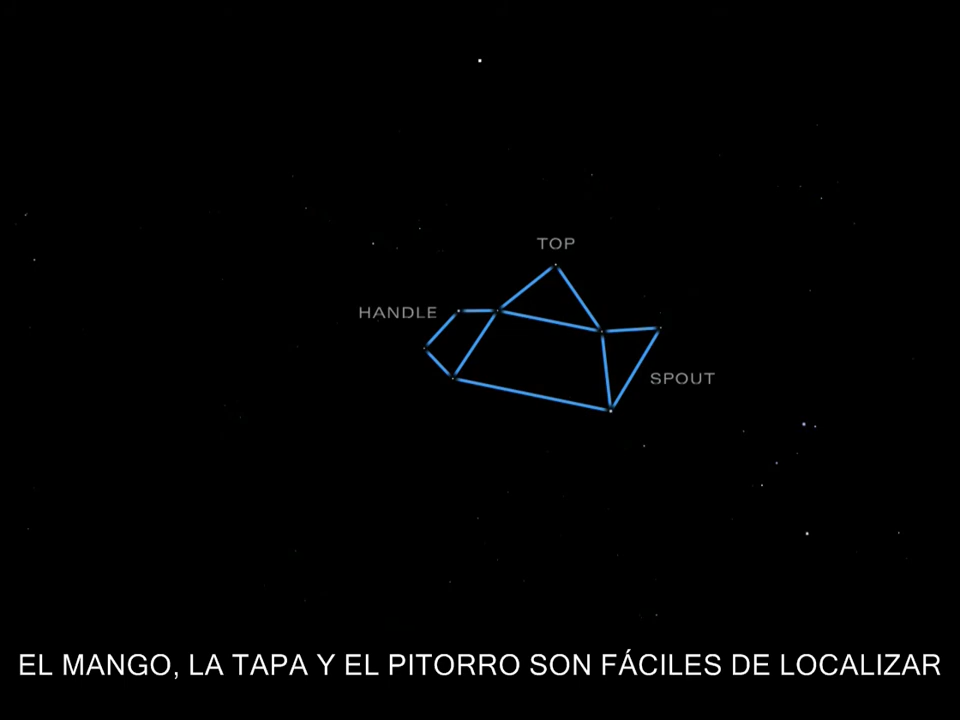 TOP
HANDLE
SPOUT
EL MANGO, LA TAPA Y EL PITORRO SON FÁCILES DE LOCALIZAR